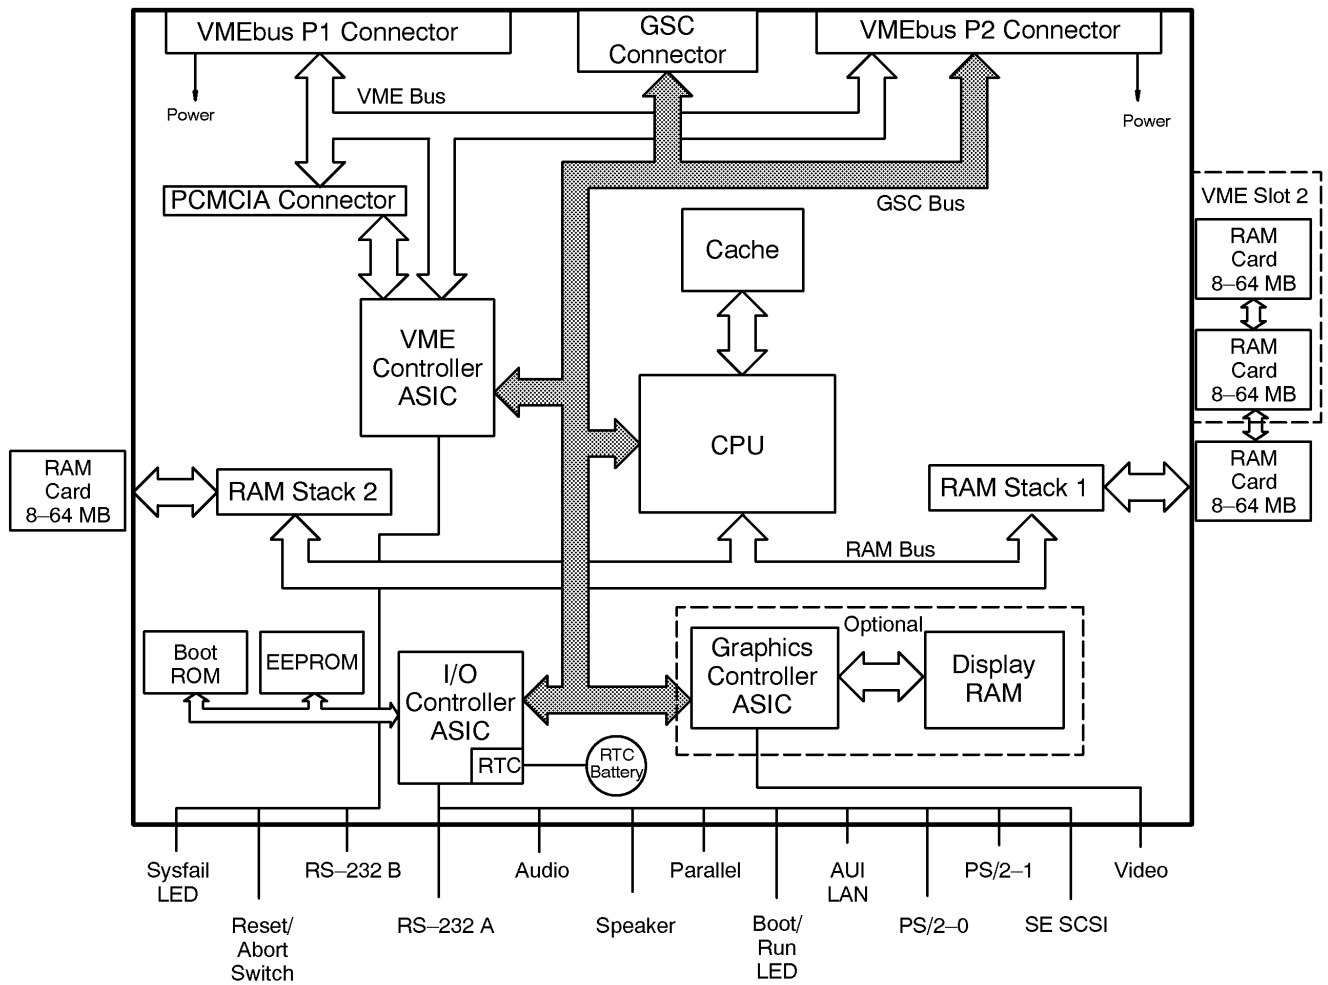 VMEbus P1 Connector
GSC
Connector
VMEbus P2 Connector
VME Bus
Power
Power
PCMCIA Connector
GSC Bus
VME Slot 2
RAM
Card
8–64 MB
Cache
VME
Controller
ASIC
RAM
Card
8–64 MB
CPU
RAM
Card
8–64 MB
RAM Stack 2
RAM Stack 1
RAM
Card
8–64 MB
RAM Bus
Boot
ROM
EEPROM
I/O
Controller
ASIC
RTC
RTC
Battery
Optional
Graphics
Controller
ASIC
Display
RAM
Sysfail
LED
RS–232 B
Audio
Parallel
AUI
LAN
PS/2–1
Video
Reset/
Abort
Switch
RS–232 A
Speaker
Boot/
Run
LED
PS/2–0
SE SCSI